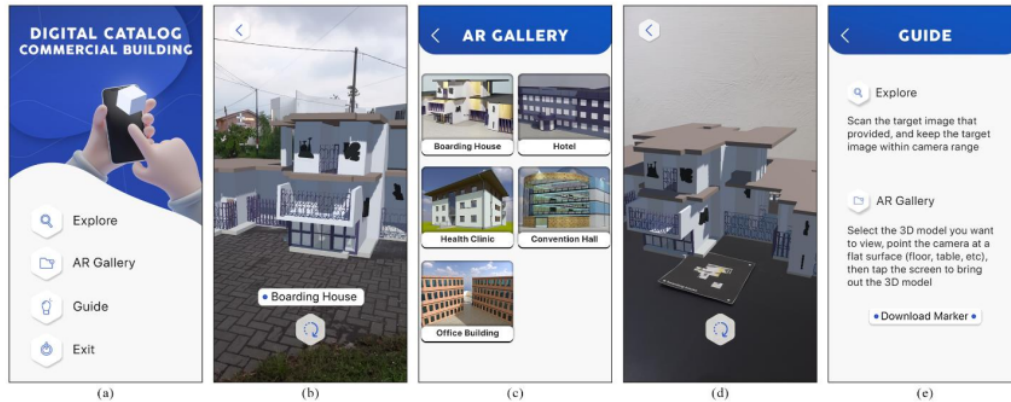 DIGITAL CATALOG
COMMERCIAL BUILDING
Explore
AR Gallery
Guide
Exit
(a)
Boarding House
(b)
AR GALLERY
Boarding House
Hotel
Health Clinic
Convention Hall
Office Building
(c)
(d)
GUIDE
Explore
Scan the target image that
provided, and keep the target
image within camera range
AR Gallery
Select the 3D model you want
to view, point the camera at a
flat surface (floor, table, etc),
then tap the screen to bring
out the 3D model
Download Marker
(e)